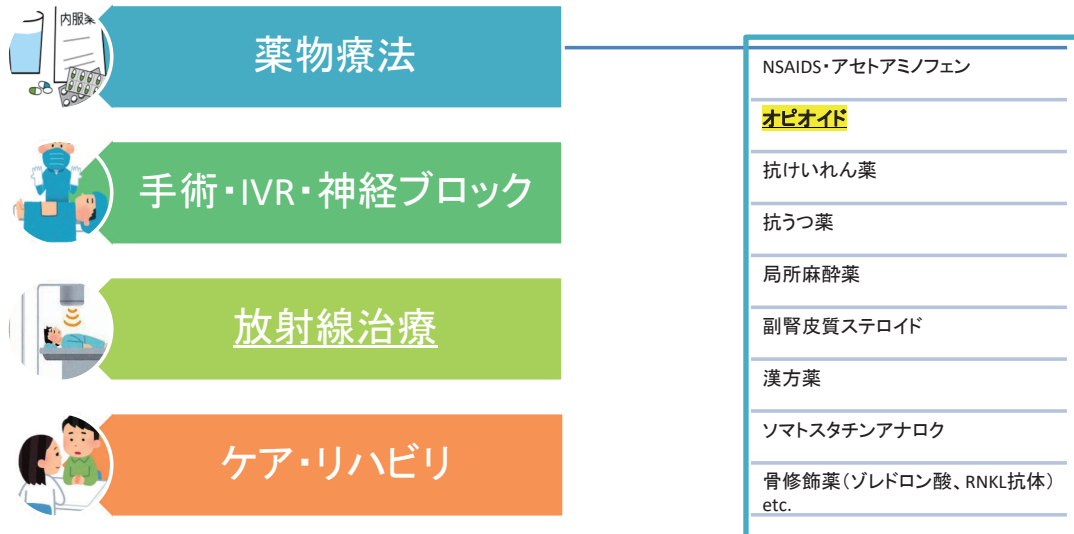 内服薬
薬物療法
手術・IVR・神経ブロック
放射線治療
ケア・リハビリ
NSAIDS・アセトアミノフェン
オピオイド
抗けいれん薬
抗うつ薬
局所麻酔薬
副腎皮質ステロイド
漢方薬
ソマトスタチンアナロク
骨修飾薬（ゾレドロン酸、RNKL抗体）
etc.